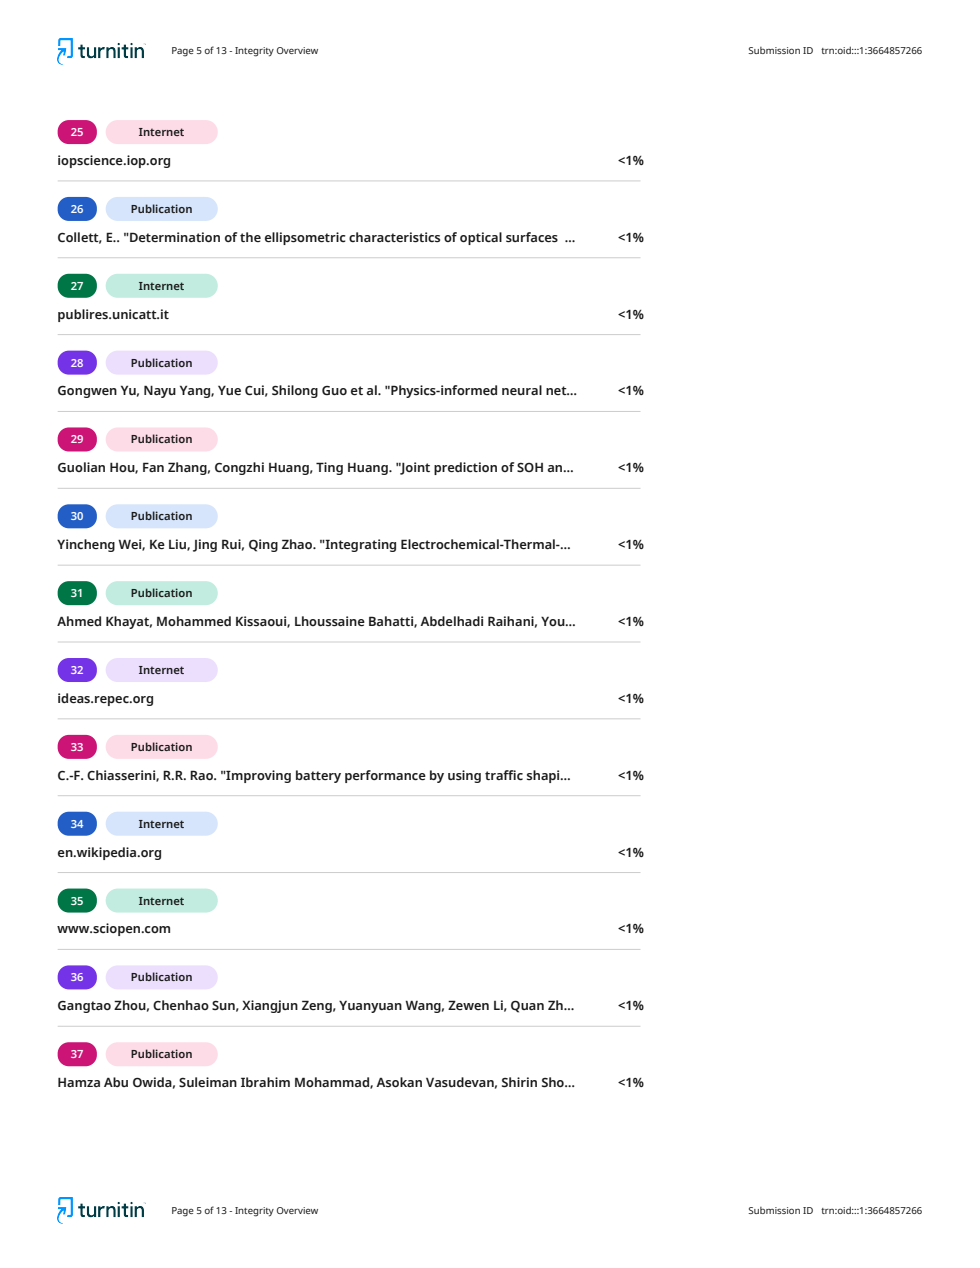 turnitin Page 5 of 13 - Integrity Overview Submission ID trn:oid:::1:3664857266
25 Internet
iopscience.iop.org <1%
26 Publication
Collett, E.. "Determination of the ellipsometric characteristics of optical surfaces ... <1%
27 Internet
publires.unicatt.it <1%
28 Publication
Gongwen Yu, Nayu Yang, Yue Cui, Shilong Guo et al. "Physics-informed neural net... <1%
29 Publication
Guolian Hou, Fan Zhang, Congzhi Huang, Ting Huang. "Joint prediction of SOH an... <1%
30 Publication
Yincheng Wei, Ke Liu, Jing Rui, Qing Zhao. "Integrating Electrochemical-Thermal-... <1%
31 Publication
Ahmed Khayat, Mohammed Kissaoui, Lhoussaine Bahatti, Abdelhadi Raihani, You... <1%
32 Internet
ideas.repec.org <1%
33 Publication
C.-F. Chiasserini, R.R. Rao. "Improving battery performance by using traffic shapi... <1%
34 Internet
en.wikipedia.org <1%
35 Internet
www.sciopen.com <1%
36 Publication
Gangtao Zhou, Chenhao Sun, Xiangjun Zeng, Yuanyuan Wang, Zewen Li, Quan Zh... <1%
37 Publication
Hamza Abu Owida, Suleiman Ibrahim Mohammad, Asokan Vasudevan, Shirin Sho... <1%
turnitin Page 5 of 13 - Integrity Overview Submission ID trn:oid:::1:3664857266